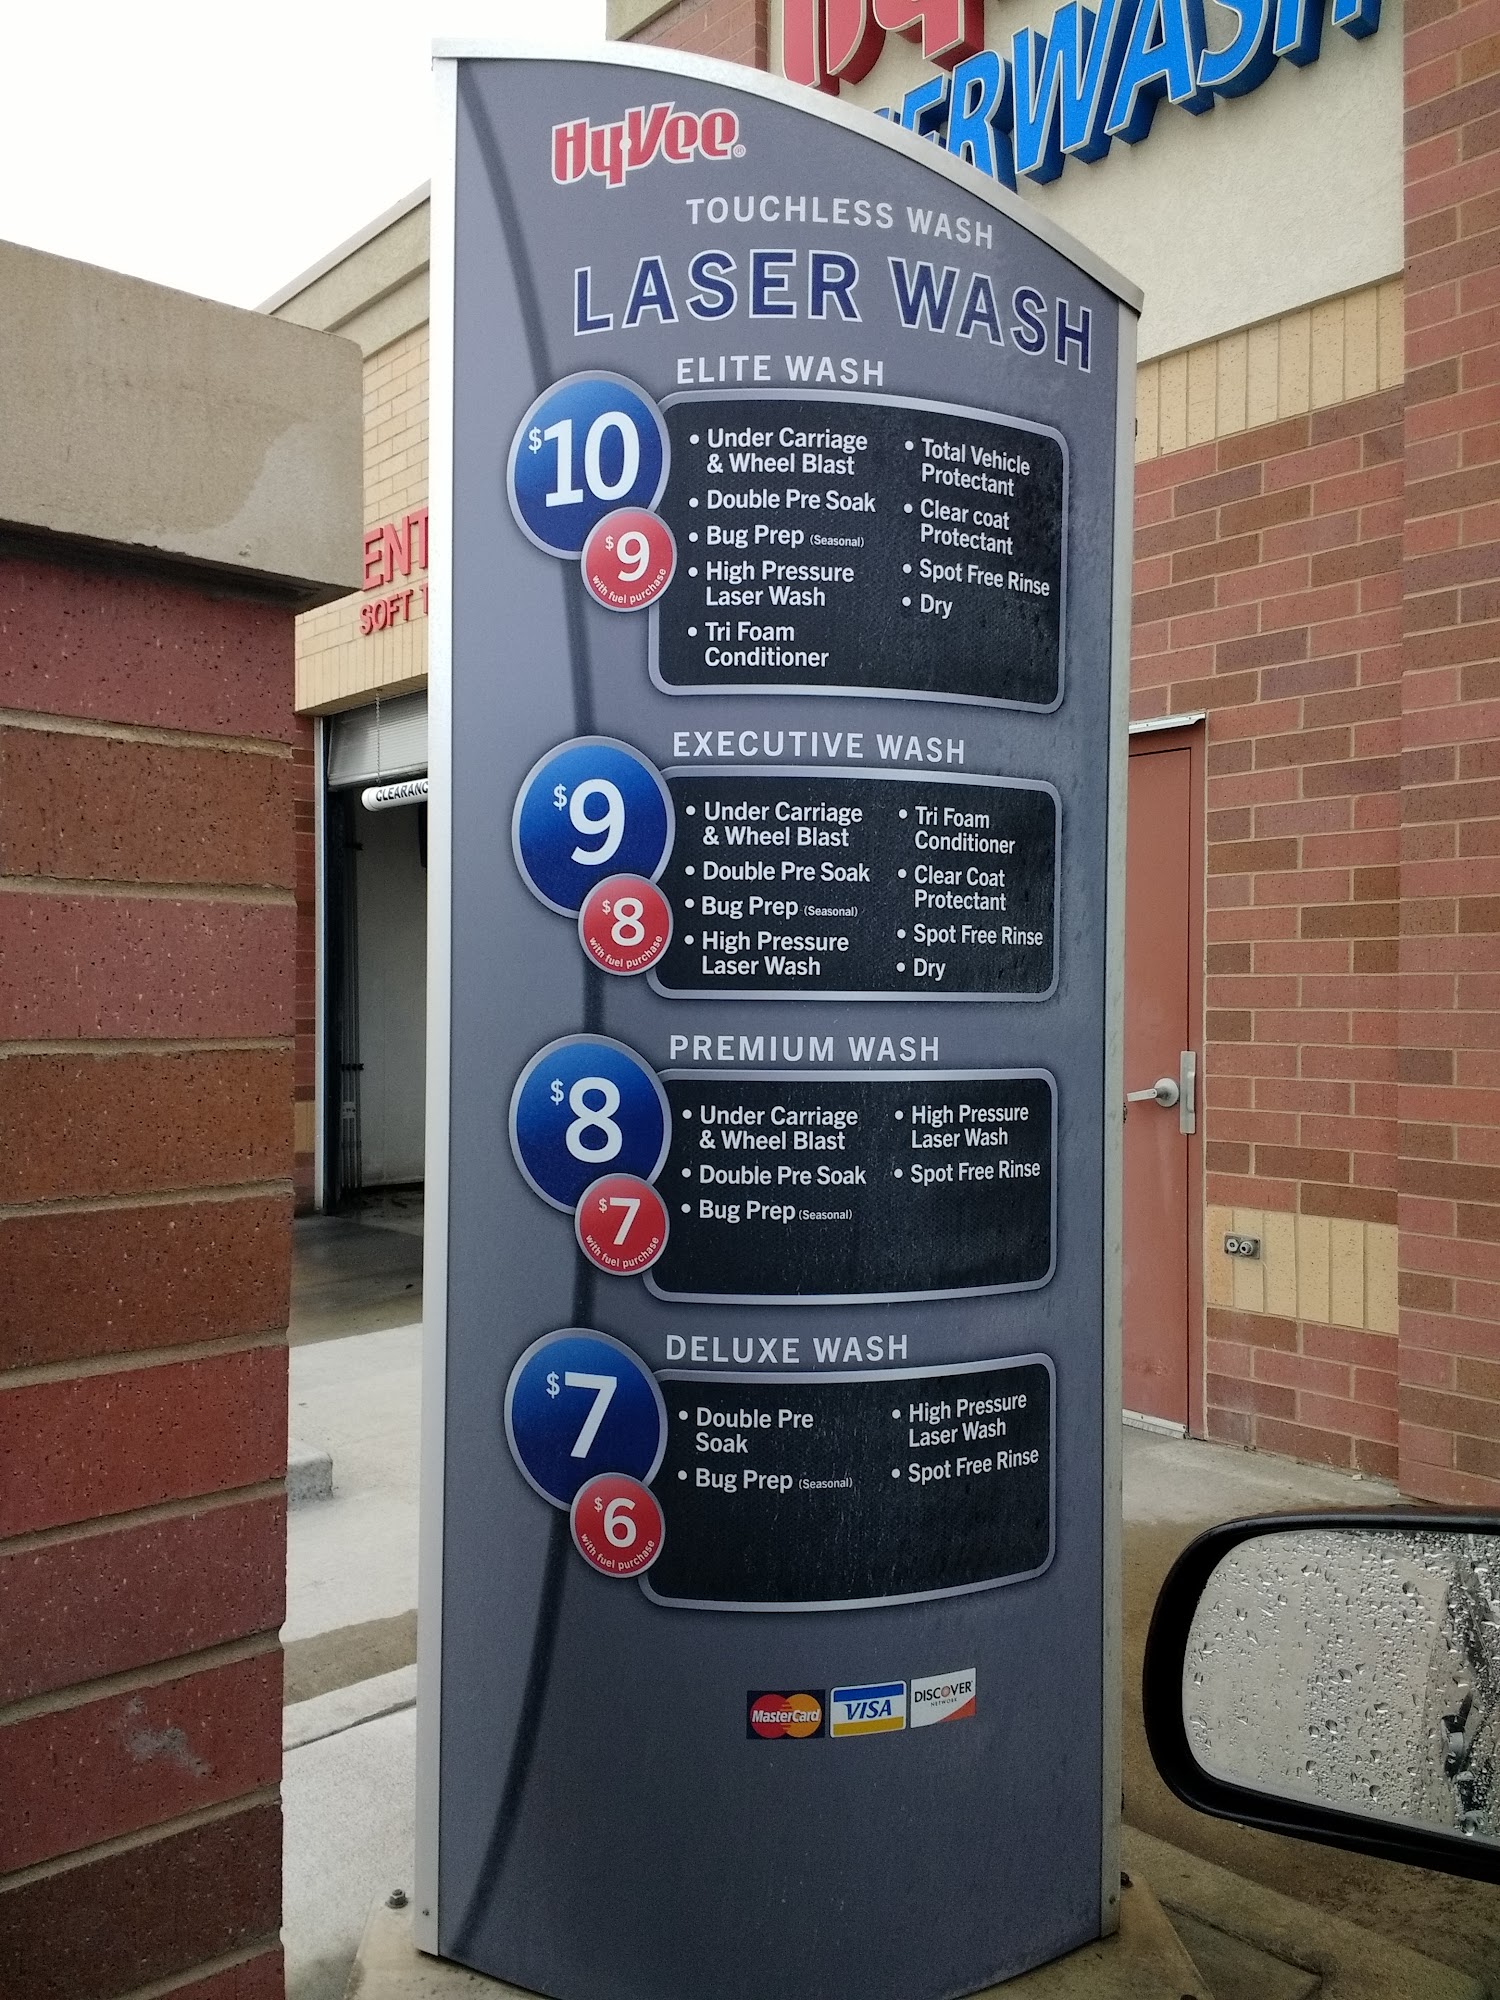 HyVee
ERWASH
TOUCHLESS WASH
LASER WASH
ELITE WASH
$10
$9
with fuel purchase
• Under Carriage
& Wheel Blast
• Double Pre Soak
• Bug Prep (Seasonal)
• High Pressure
Laser Wash
• Tri Foam
Conditioner
• Total Vehicle
Protectant
• Clear coat
Protectant
• Spot Free Rinse
• Dry
EXECUTIVE WASH
$9
$8
with fuel purchase
• Under Carriage
& Wheel Blast
• Double Pre Soak
• Bug Prep (Seasonal)
• High Pressure
Laser Wash
• Tri Foam
Conditioner
• Clear Coat
Protectant
• Spot Free Rinse
• Dry
PREMIUM WASH
$8
$7
with fuel purchase
• Under Carriage
& Wheel Blast
• Double Pre Soak
• Bug Prep (Seasonal)
• High Pressure
Laser Wash
• Spot Free Rinse
DELUXE WASH
$7
$6
with fuel purchase
• Double Pre
Soak
• Bug Prep (Seasonal)
• High Pressure
Laser Wash
• Spot Free Rinse
MasterCard
VISA
DISCOVER
NETWORK
ENT
SOFT T
CLEARANC